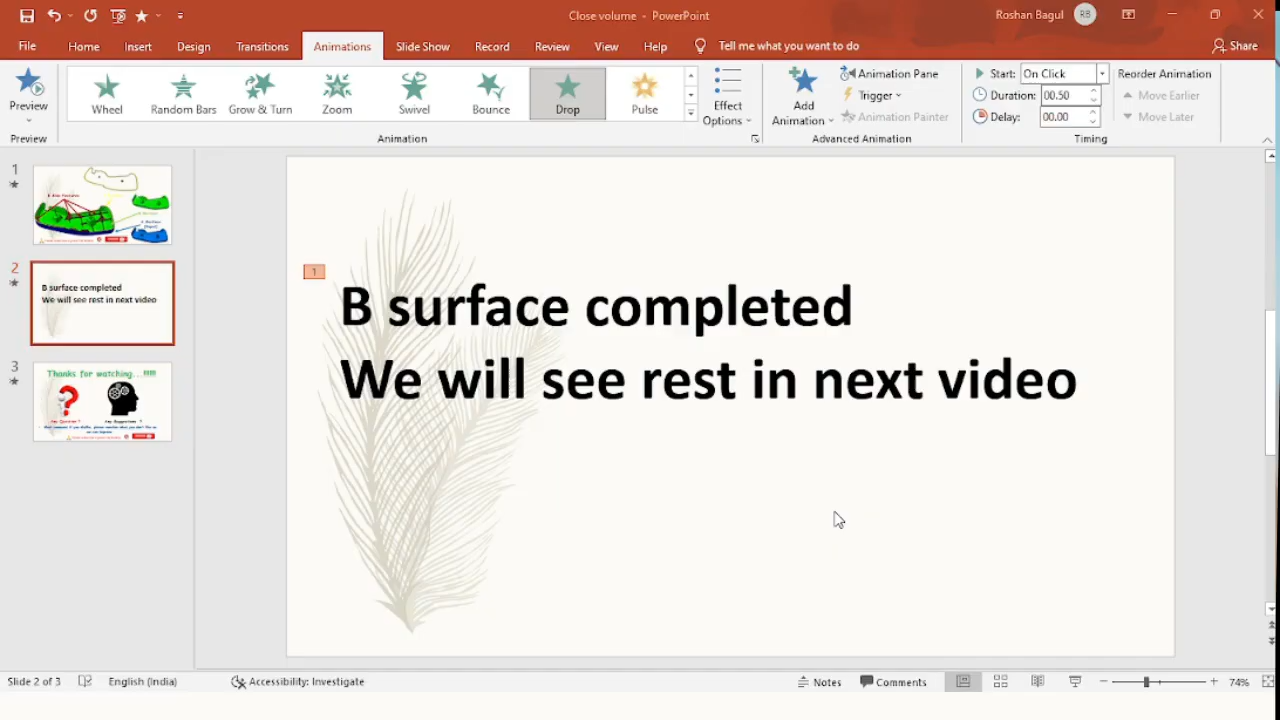 Close volume - PowerPoint
Roshan Bagul
RB
File
Home
Insert
Design
Transitions
Animations
Slide Show
Record
Review
View
Help
Tell me what you want to do
Share
Preview
Wheel
Random Bars
Grow & Turn
Zoom
Swivel
Bounce
Drop
Pulse
Effect
Options
Add
Animation
Animation Pane
Trigger
Animation Painter
Start: On Click
Duration: 00.50
Delay: 00.00
Reorder Animation
Move Earlier
Move Later
Preview
Animation
Advanced Animation
Timing
1
2
B surface completed
We will see rest in next video
3
Thanks for watching...!!!!!
1
B surface completed
We will see rest in next video
Slide 2 of 3
English (India)
Accessibility: Investigate
Notes
Comments
74%